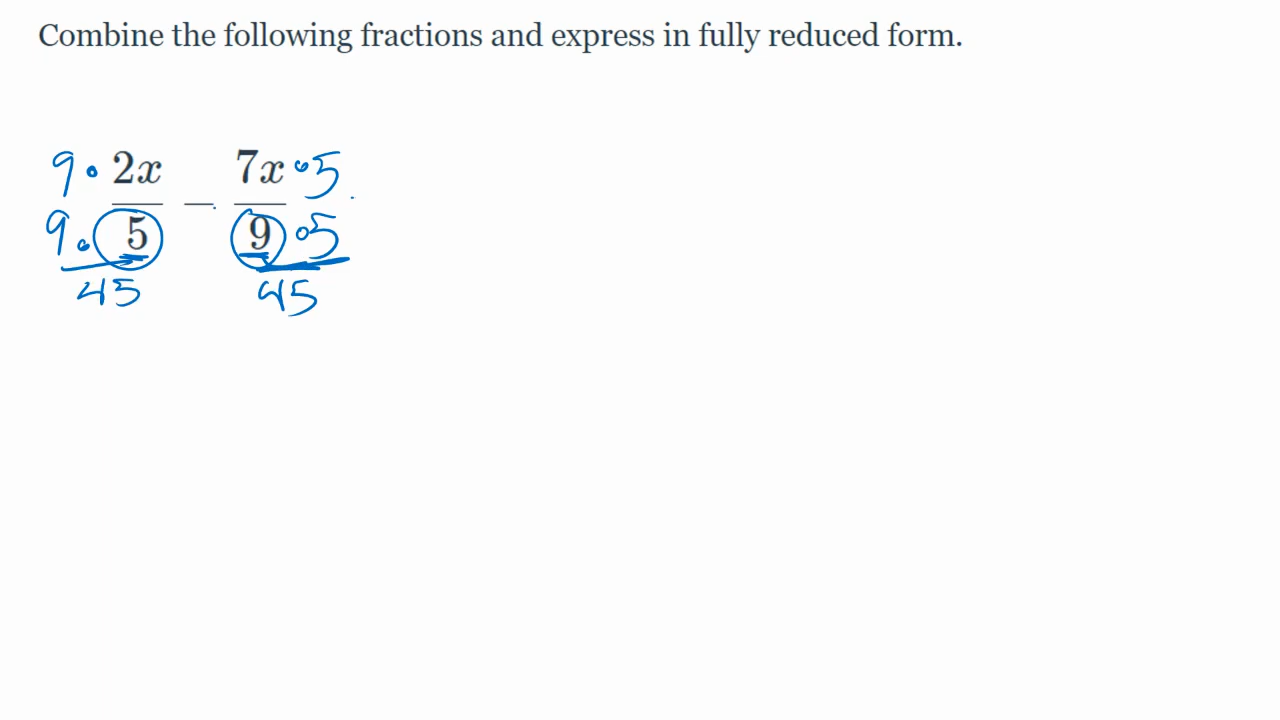 Combine the following fractions and express in fully reduced form.
9 · 2x − 7x · 5
9 · 5 9 · 5
45 45